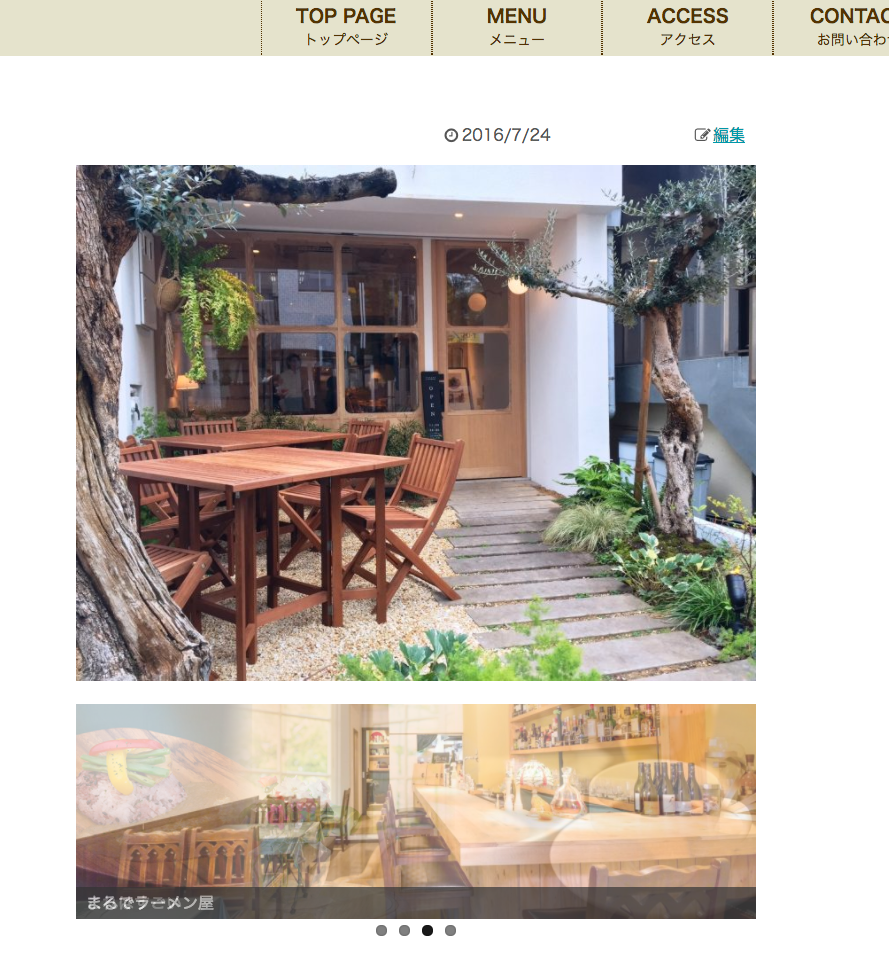 TOP PAGE
トップページ
MENU
メニュー
ACCESS
アクセス
CONTAC
お問い合わ
2016/7/24
編集
OPEN
まるでラーメン屋